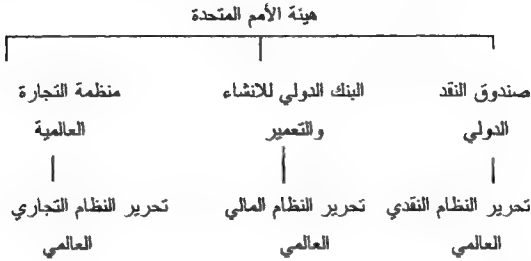 هيئة الأمم المتحدة
صندوق النقد
الدولي
البنك الدولي للانشاء
والتعمير
منظمة التجارة
العالمية
تحرير النظام النقدي
العالمي
تحرير النظام المالي
العالمي
تحرير النظام التجاري
العالمي